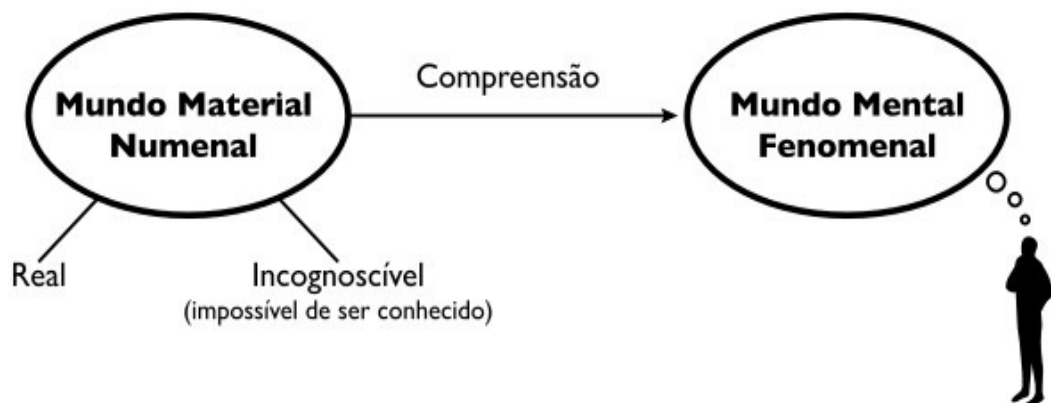 Compreensão
Mundo Material
Numenal
Mundo Mental
Fenomenal
Real
Incognoscível
(impossível de ser conhecido)